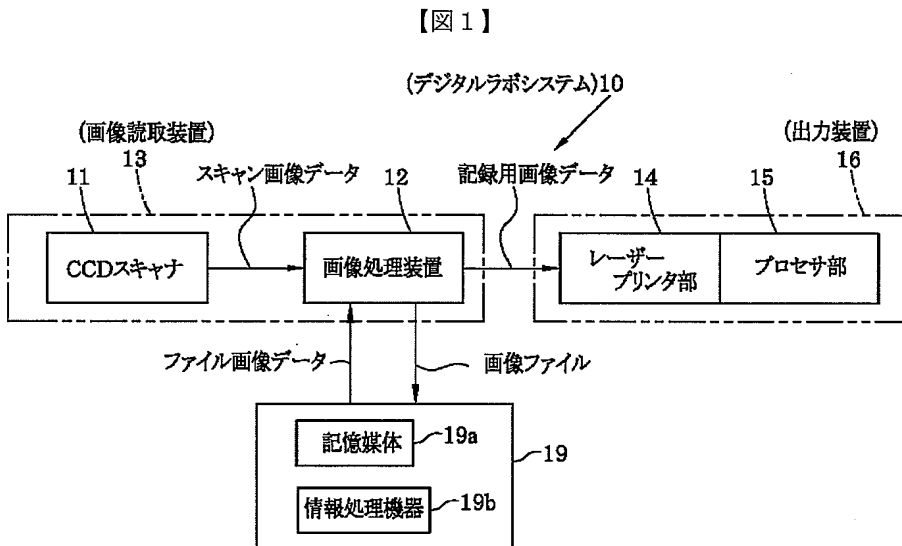 【図１】
(デジタルラボシステム)10
(画像読取装置)
13
(出力装置)
16
11
スキャン画像データ
12
記録用画像データ
14
15
CCDスキャナ
画像処理装置
レーザー
プリンタ部
プロセサ部
ファイル画像データ
画像ファイル
記憶媒体
19a
19
情報処理機器
19b